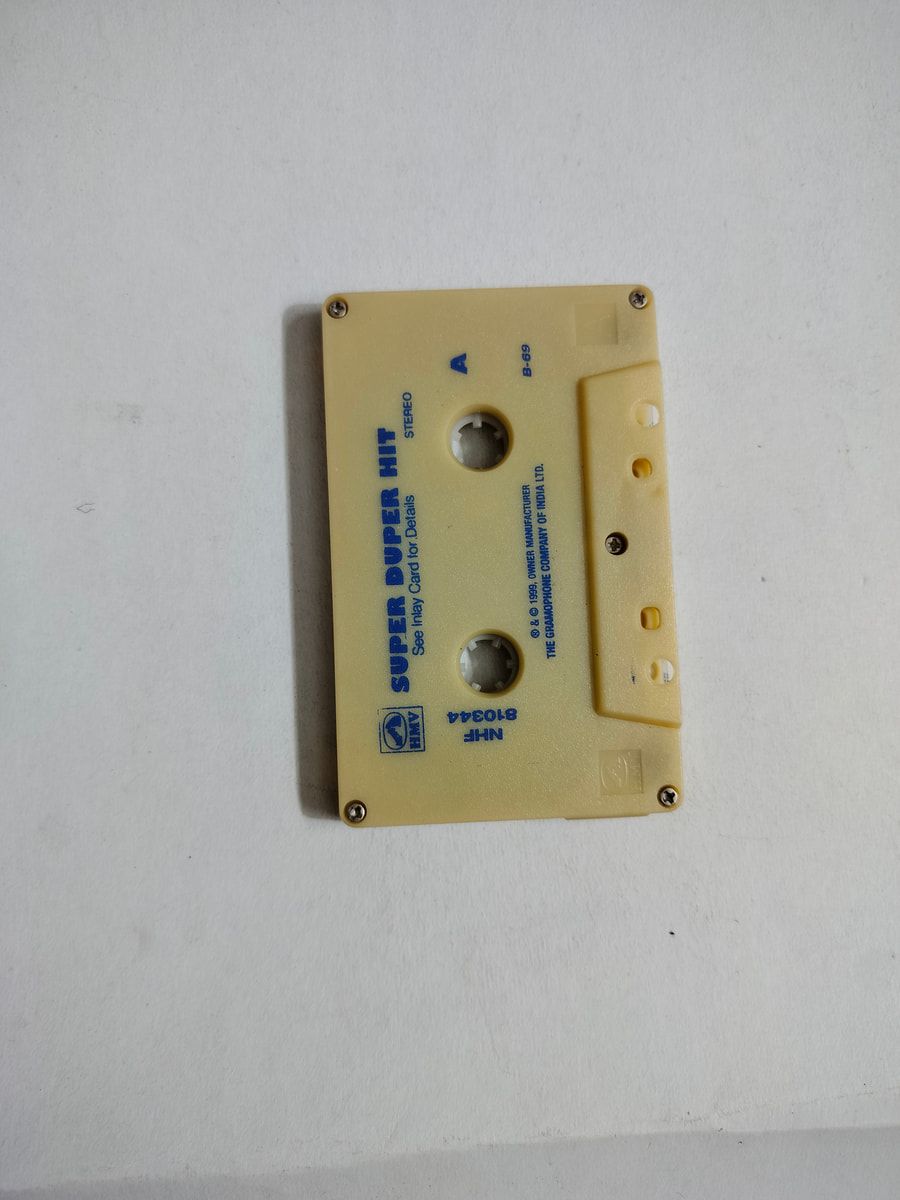 SUPER DUPER HIT
See Inlay Card for Details
STEREO
HMV
A
NHF
810344
B-69
℗ & © 1999, OWNER MANUFACTURER
THE GRAMOPHONE COMPANY OF INDIA LTD.